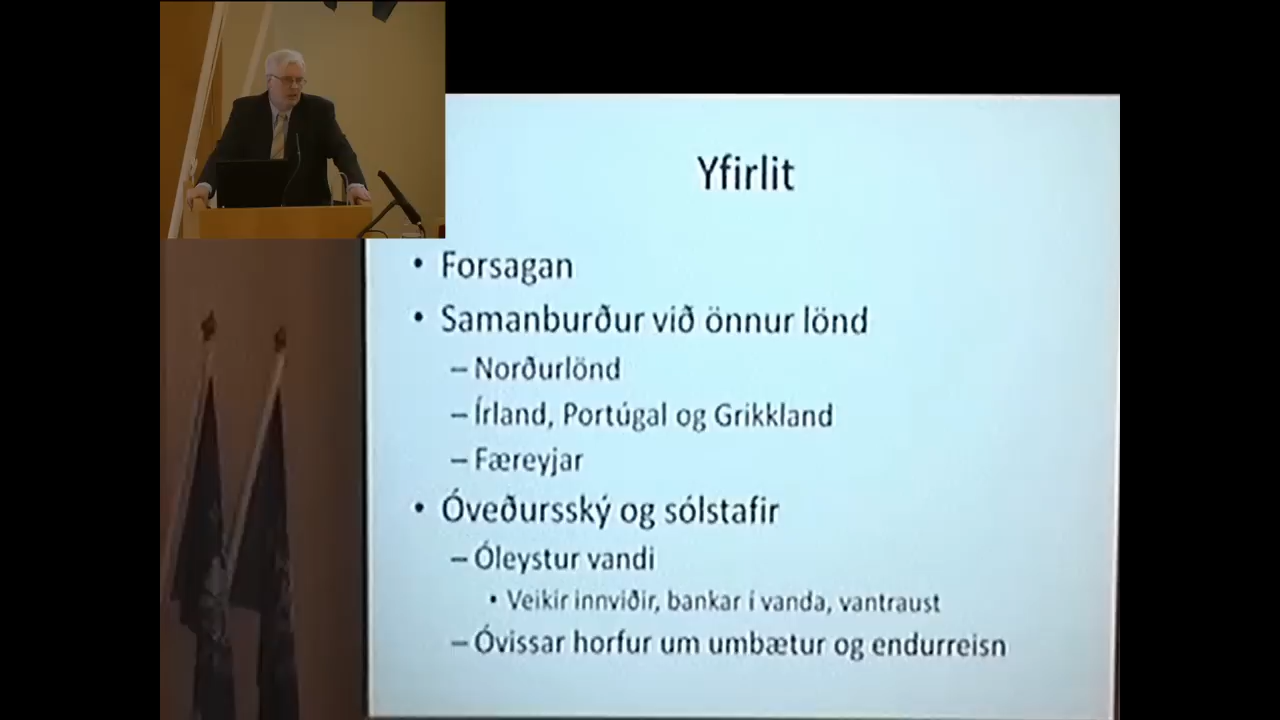 Yfirlit
• Forsagan
• Samanburður við önnur lönd
– Norðurlönd
– Írland, Portúgal og Grikkland
– Færeyjar
• Óveðursský og sólstafir
– Óleystur vandi
• Veikir innviðir, bankar í vanda, vantraust
– Óvissar horfur um umbætur og endurreisn